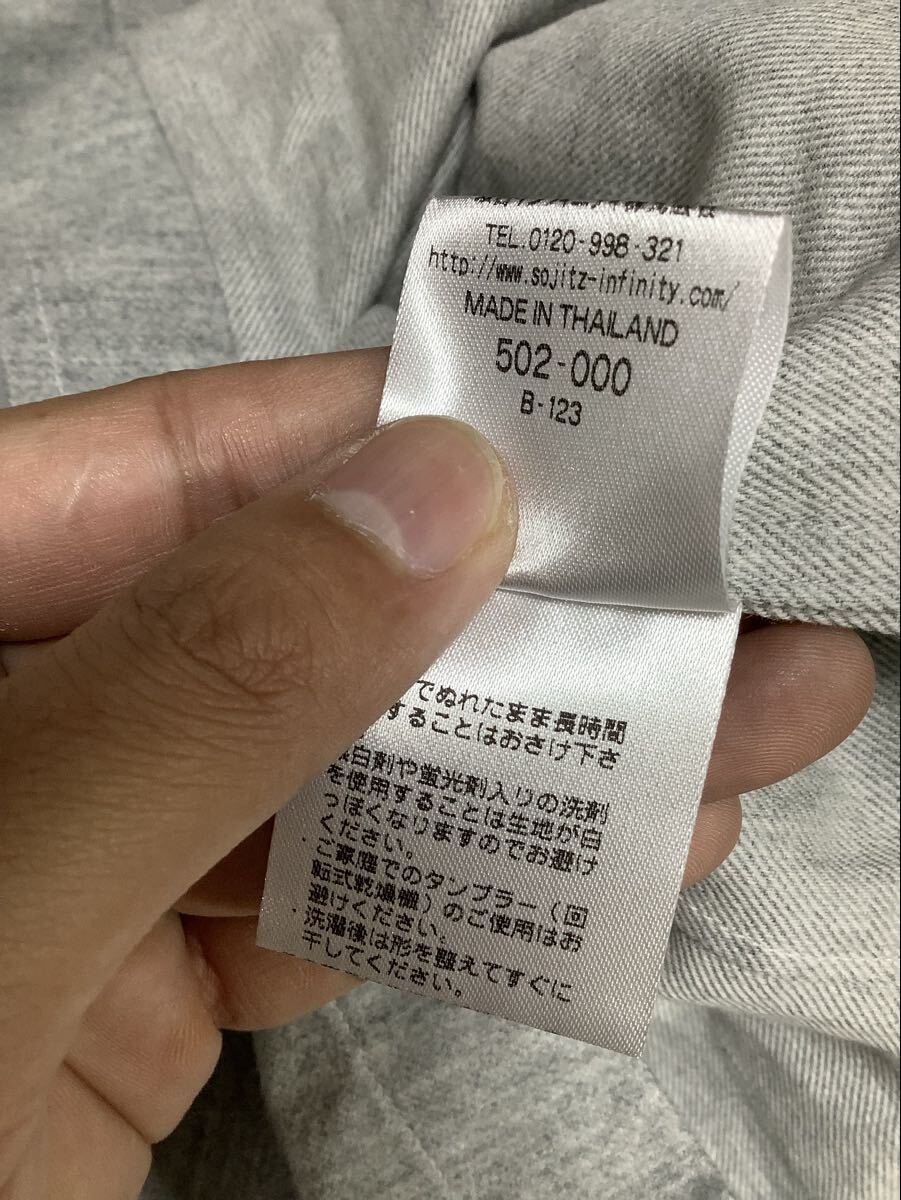 TEL.0120-998-321
http://www.sojitz-infinity.com/
MADE IN THAILAND
502-000
B-123
でぬれたまま長時間
することはおさけ下さ
白剤や蛍光剤入りの洗剤
を使用することは生地が白
っぽくなりますのでお避け
ください。
・ご家庭でのタンブラー（回
転式乾燥機）のご使用はお
避けください。
・洗濯後は形を整えてすぐに
干してください。